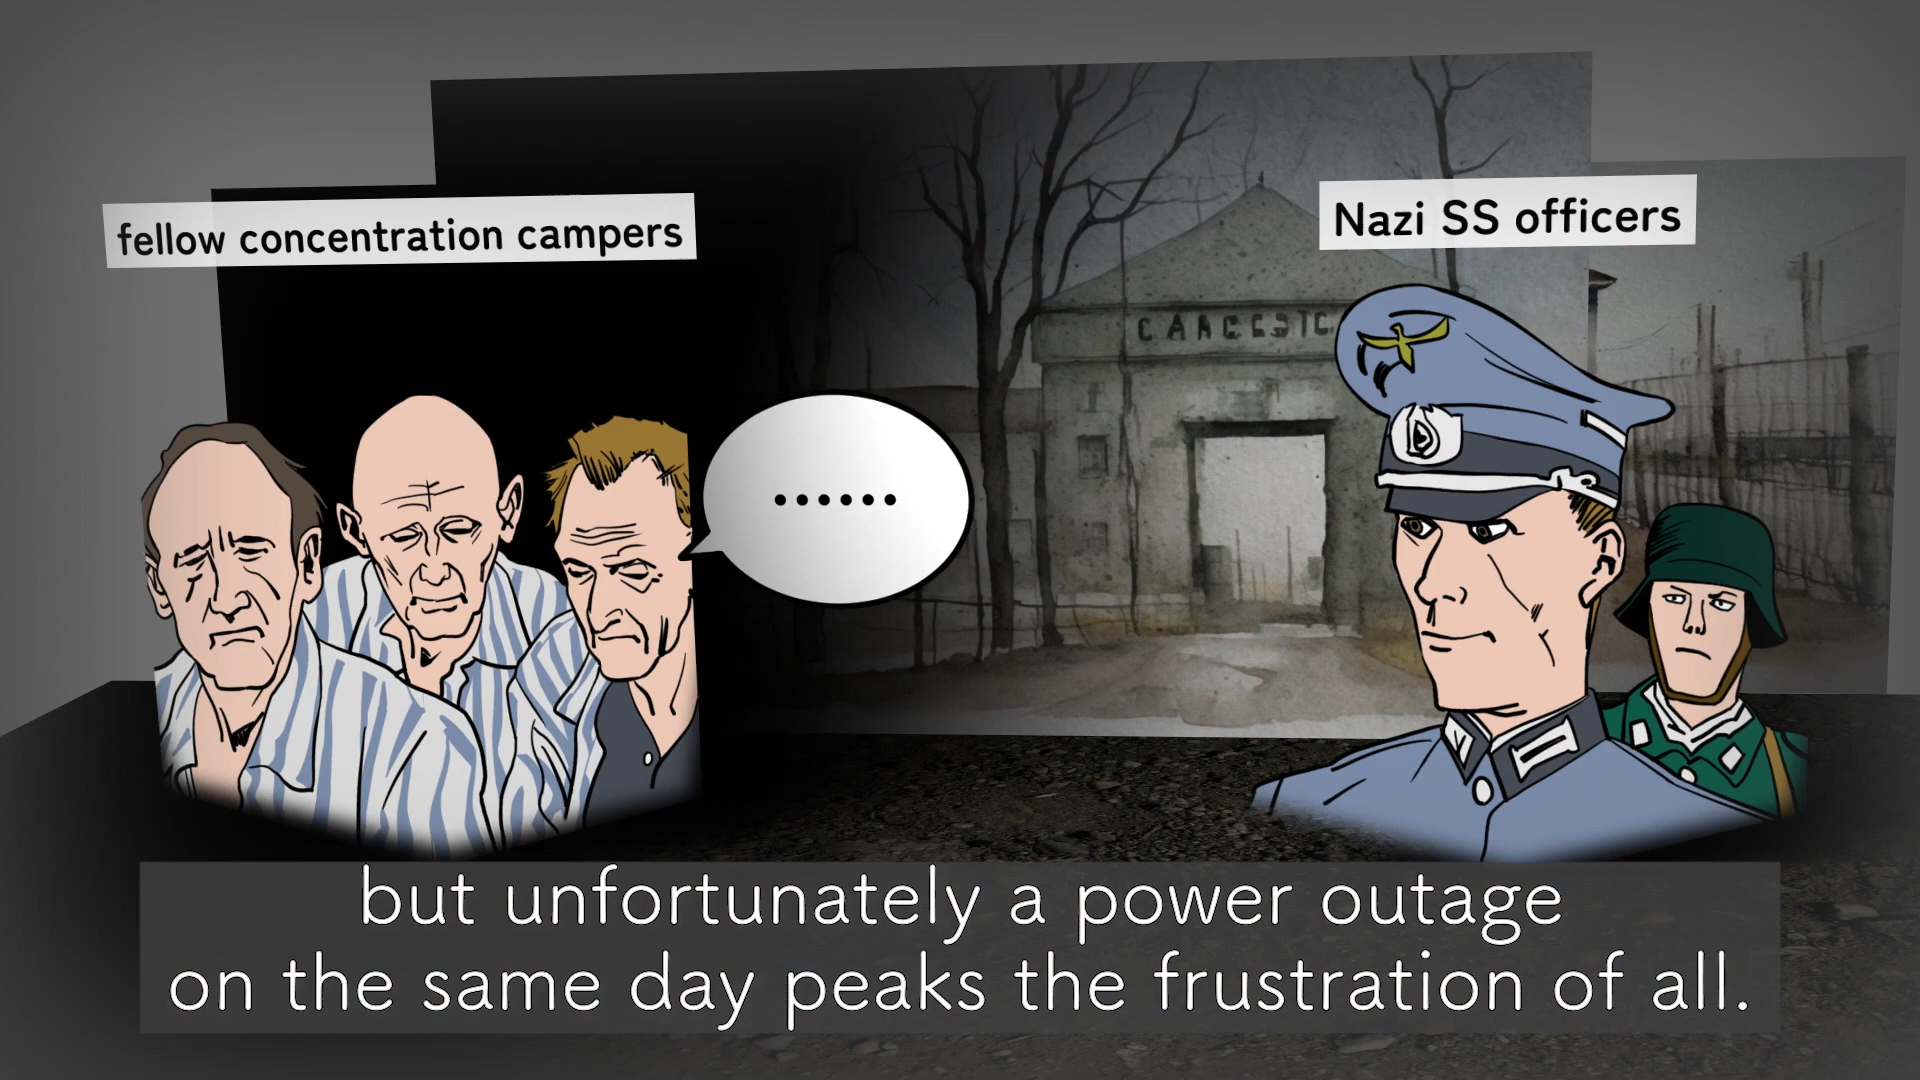 fellow concentration campers
Nazi SS officers
......
but unfortunately a power outage
on the same day peaks the frustration of all.